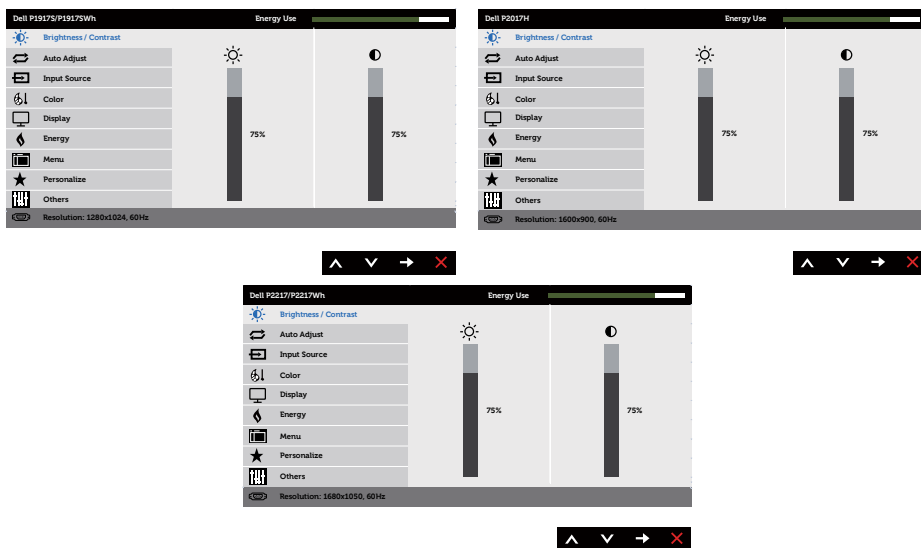 Dell P1917S/P1917SWh Energy Use
Brightness / Contrast
Auto Adjust
Input Source
Color
Display
Energy
Menu
Personalize
Others
75% 75%
Resolution: 1280x1024, 60Hz
Dell P2017H Energy Use
Brightness / Contrast
Auto Adjust
Input Source
Color
Display
Energy
Menu
Personalize
Others
75% 75%
Resolution: 1600x900, 60Hz
Dell P2217/P2217Wh Energy Use
Brightness / Contrast
Auto Adjust
Input Source
Color
Display
Energy
Menu
Personalize
Others
75% 75%
Resolution: 1680x1050, 60Hz